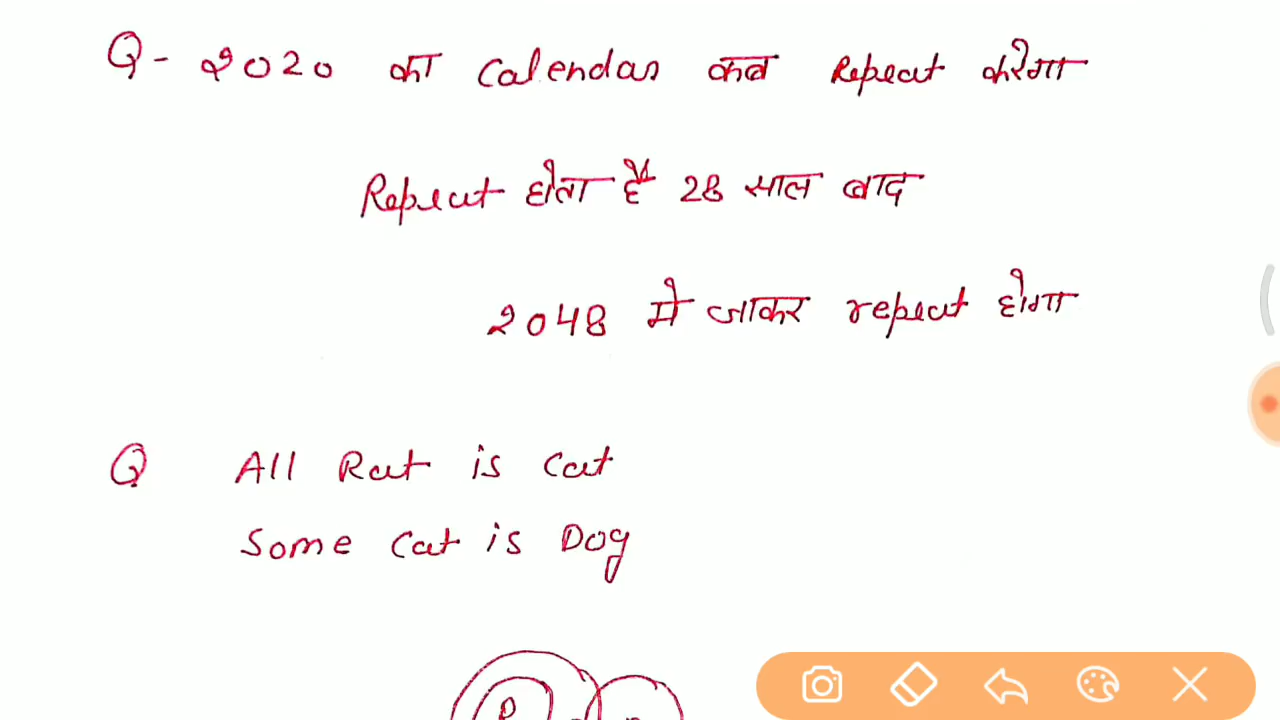 Q- 2020 का Calendar कब Repeat करेगा
Repeat होता है 28 साल बाद
2048 मे जाकर repeat होगा
Q All Rat is Cat
Some Cat is Dog